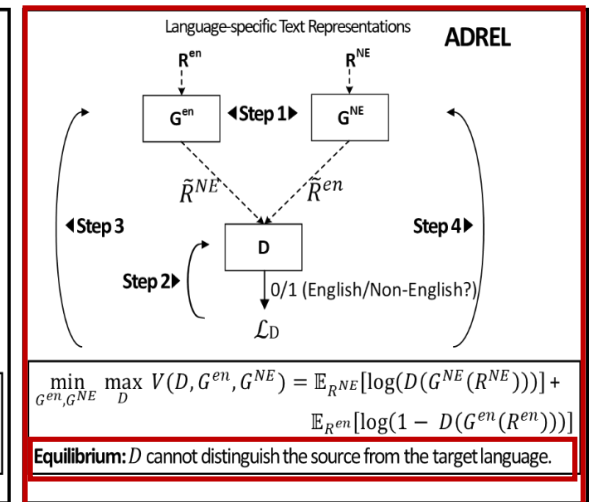 Language-specific Text Representations
ADREL
R^en R^NE
G^en ◀Step 1▶ G^NE
R̃^NE R̃^en
◀Step 3 Step 4▶
D
Step 2▶
0/1 (English/Non-English?)
ℒ_D
min_{G^en,G^NE} max_D V(D, G^en, G^NE) = 𝔼_{R^NE}[log(D(G^NE(R^NE)))] +
𝔼_{R^en}[log(1 − D(G^en(R^en)))]
Equilibrium: D cannot distinguish the source from the target language.